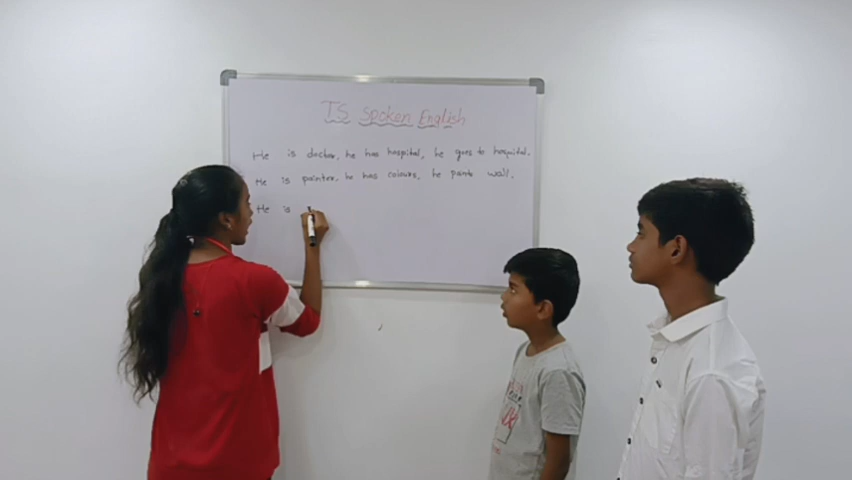 TS Spoken English
He is doctor, he has hospital, he goes to hospital.
He is painter, he has colours, he paints wall.
He is